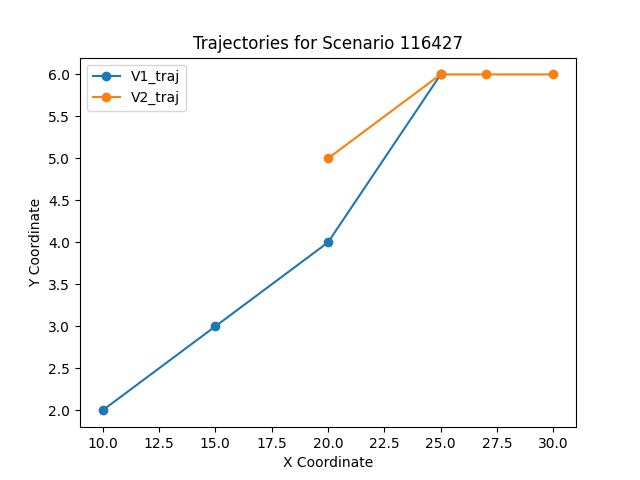 Trajectories for Scenario 116427
V1_traj
V2_traj
Y Coordinate
6.0
5.5
5.0
4.5
4.0
3.5
3.0
2.5
2.0
10.0 12.5 15.0 17.5 20.0 22.5 25.0 27.5 30.0
X Coordinate